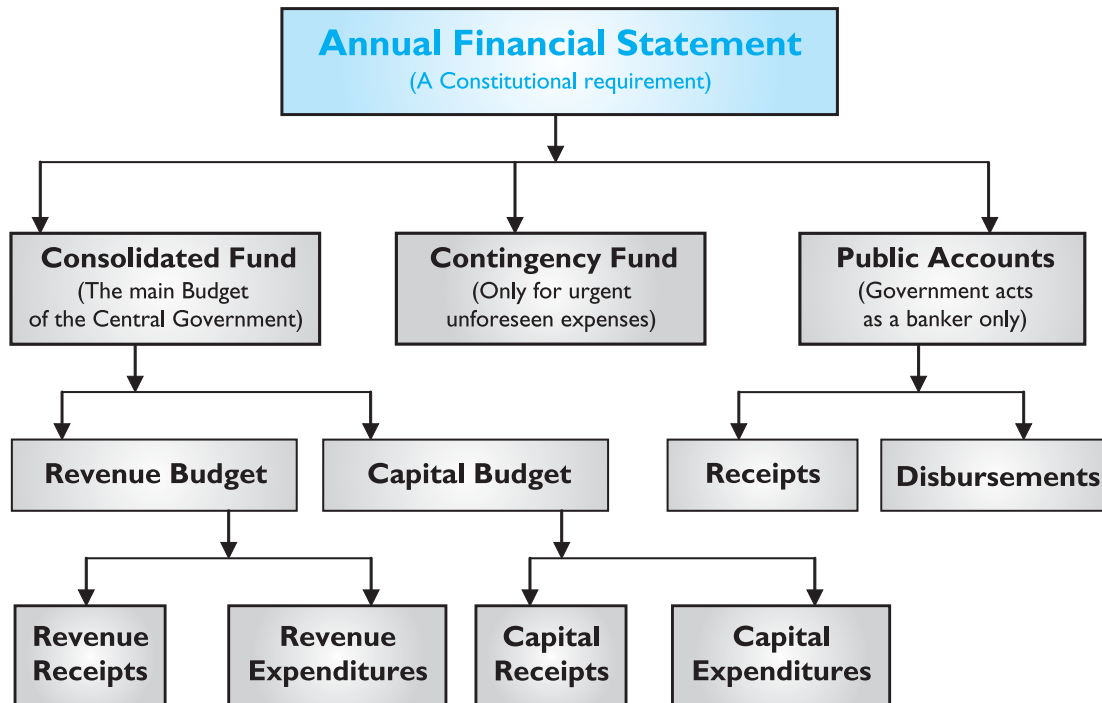 Annual Financial Statement
(A Constitutional requirement)
Consolidated Fund
(The main Budget
of the Central Government)
Contingency Fund
(Only for urgent
unforeseen expenses)
Public Accounts
(Government acts
as a banker only)
Revenue Budget
Capital Budget
Receipts
Disbursements
Revenue
Receipts
Revenue
Expenditures
Capital
Receipts
Capital
Expenditures